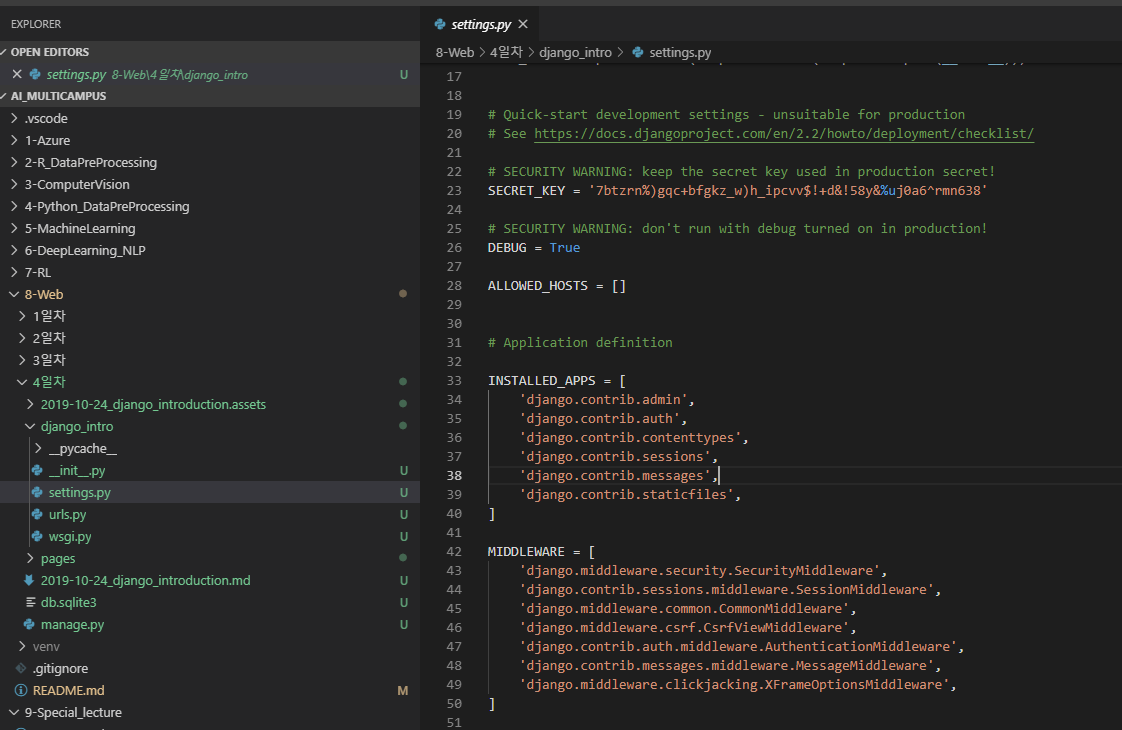 EXPLORER
OPEN EDITORS
settings.py 8-Web\4일차\django_intro U
AI_MULTICAMPUS
.vscode
1-Azure
2-R_DataPreProcessing
3-ComputerVision
4-Python_DataPreProcessing
5-MachineLearning
6-DeepLearning_NLP
7-RL
8-Web
1일차
2일차
3일차
4일차
2019-10-24_django_introduction.assets
django_intro
__pycache__
__init__.py U
settings.py U
urls.py U
wsgi.py U
pages
2019-10-24_django_introduction.md U
db.sqlite3 U
manage.py U
venv
.gitignore
README.md M
9-Special_lecture
settings.py
8-Web > 4일차 > django_intro > settings.py
17
18
19 # Quick-start development settings - unsuitable for production
20 # See https://docs.djangoproject.com/en/2.2/howto/deployment/checklist/
21
22 # SECURITY WARNING: keep the secret key used in production secret!
23 SECRET_KEY = '7btzrn%)gqc+bfgkz_w)h_ipcvv$!+d&!58y&%uj0a6^rmn638'
24
25 # SECURITY WARNING: don't run with debug turned on in production!
26 DEBUG = True
27
28 ALLOWED_HOSTS = []
29
30
31 # Application definition
32
33 INSTALLED_APPS = [
34 'django.contrib.admin',
35 'django.contrib.auth',
36 'django.contrib.contenttypes',
37 'django.contrib.sessions',
38 'django.contrib.messages',
39 'django.contrib.staticfiles',
40 ]
41
42 MIDDLEWARE = [
43 'django.middleware.security.SecurityMiddleware',
44 'django.contrib.sessions.middleware.SessionMiddleware',
45 'django.middleware.common.CommonMiddleware',
46 'django.middleware.csrf.CsrfViewMiddleware',
47 'django.contrib.auth.middleware.AuthenticationMiddleware',
48 'django.contrib.messages.middleware.MessageMiddleware',
49 'django.middleware.clickjacking.XFrameOptionsMiddleware',
50 ]
51